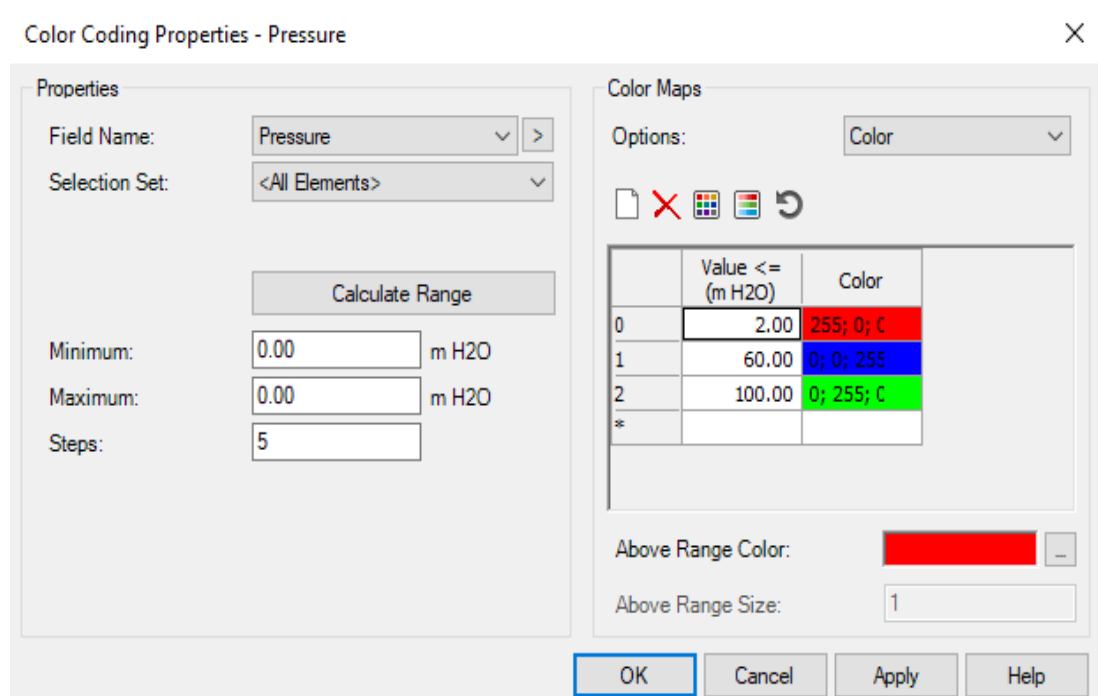 Color Coding Properties - Pressure
Properties
Field Name: Pressure >
Selection Set: <All Elements>
Calculate Range
Minimum: 0.00 m H2O
Maximum: 0.00 m H2O
Steps: 5
Color Maps
Options: Color
Value <= (m H2O) Color
0 2.00 255; 0; 0
1 60.00 0; 0; 255
2 100.00 0; 255; 0
*
Above Range Color: ...
Above Range Size: 1
OK Cancel Apply Help